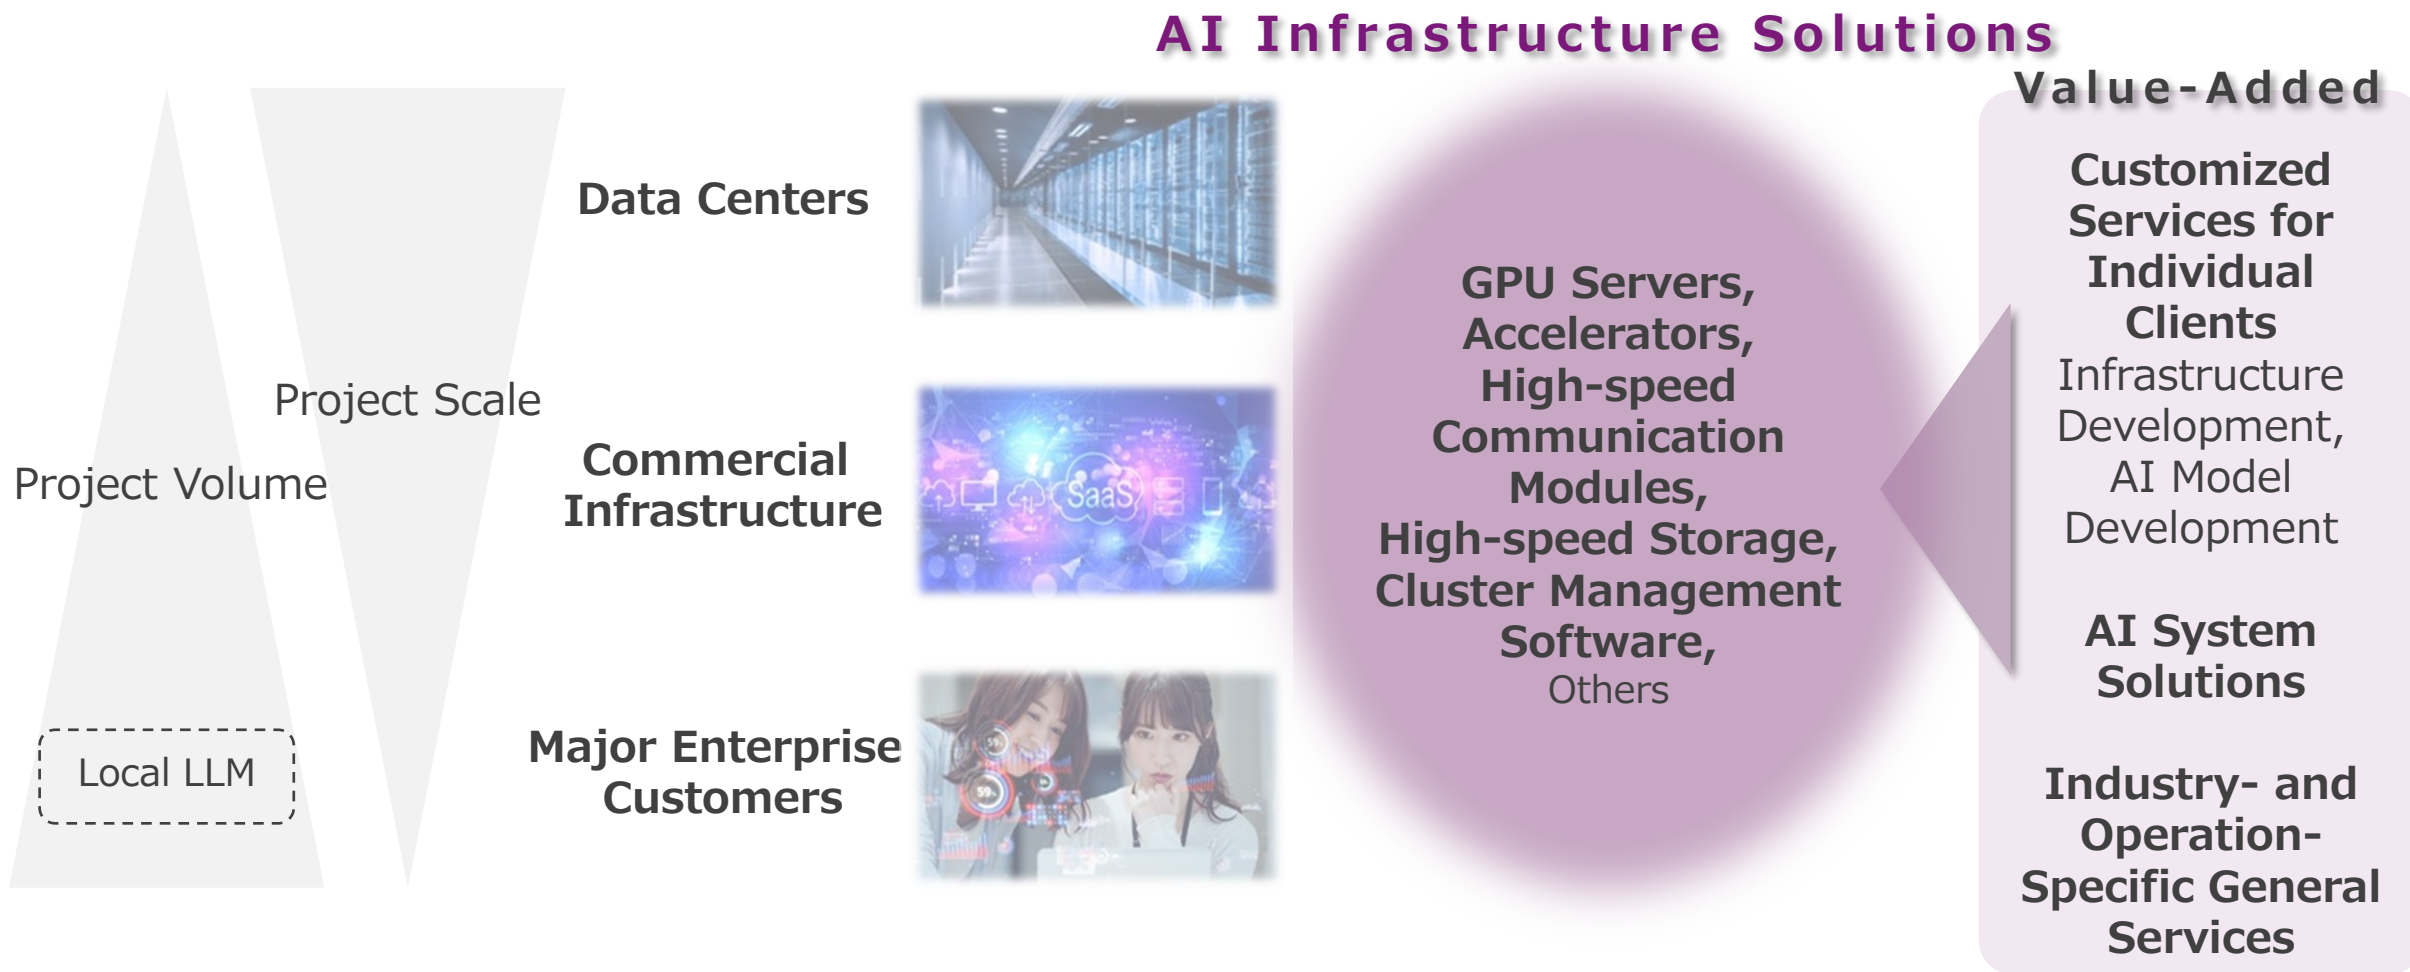 AI Infrastructure Solutions
Value-Added
Project Volume
Project Scale
Local LLM
Data Centers
Commercial
Infrastructure
SaaS
Major Enterprise
Customers
59
59
GPU Servers,
Accelerators,
High-speed
Communication
Modules,
High-speed Storage,
Cluster Management
Software,
Others
Customized
Services for
Individual
Clients
Infrastructure
Development,
AI Model
Development
AI System
Solutions
Industry- and
Operation-
Specific General
Services